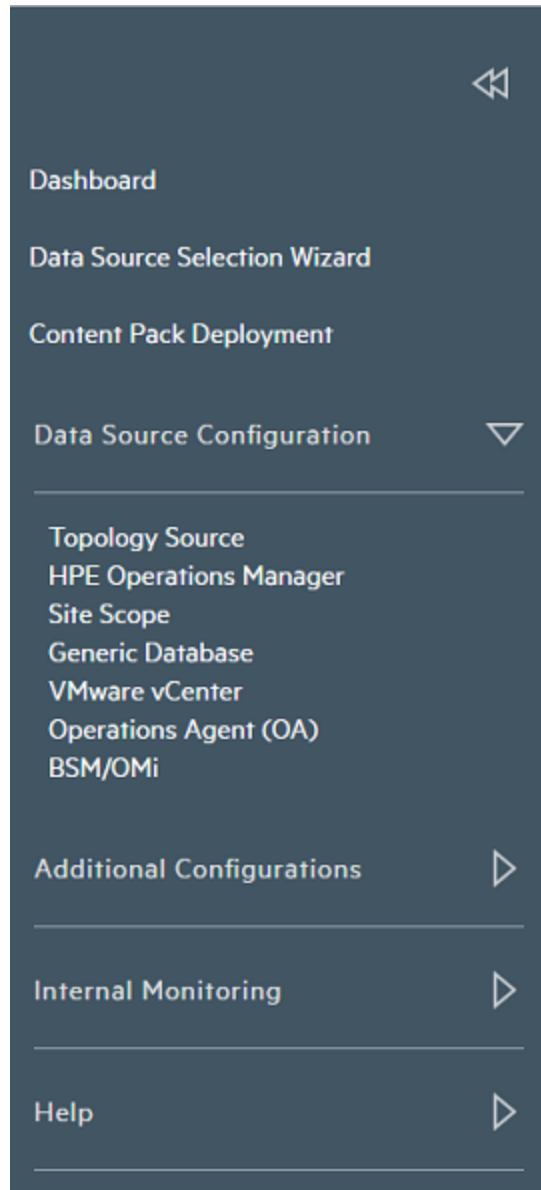 Dashboard
Data Source Selection Wizard
Content Pack Deployment
Data Source Configuration
Topology Source
HPE Operations Manager
Site Scope
Generic Database
VMware vCenter
Operations Agent (OA)
BSM/OMi
Additional Configurations
Internal Monitoring
Help